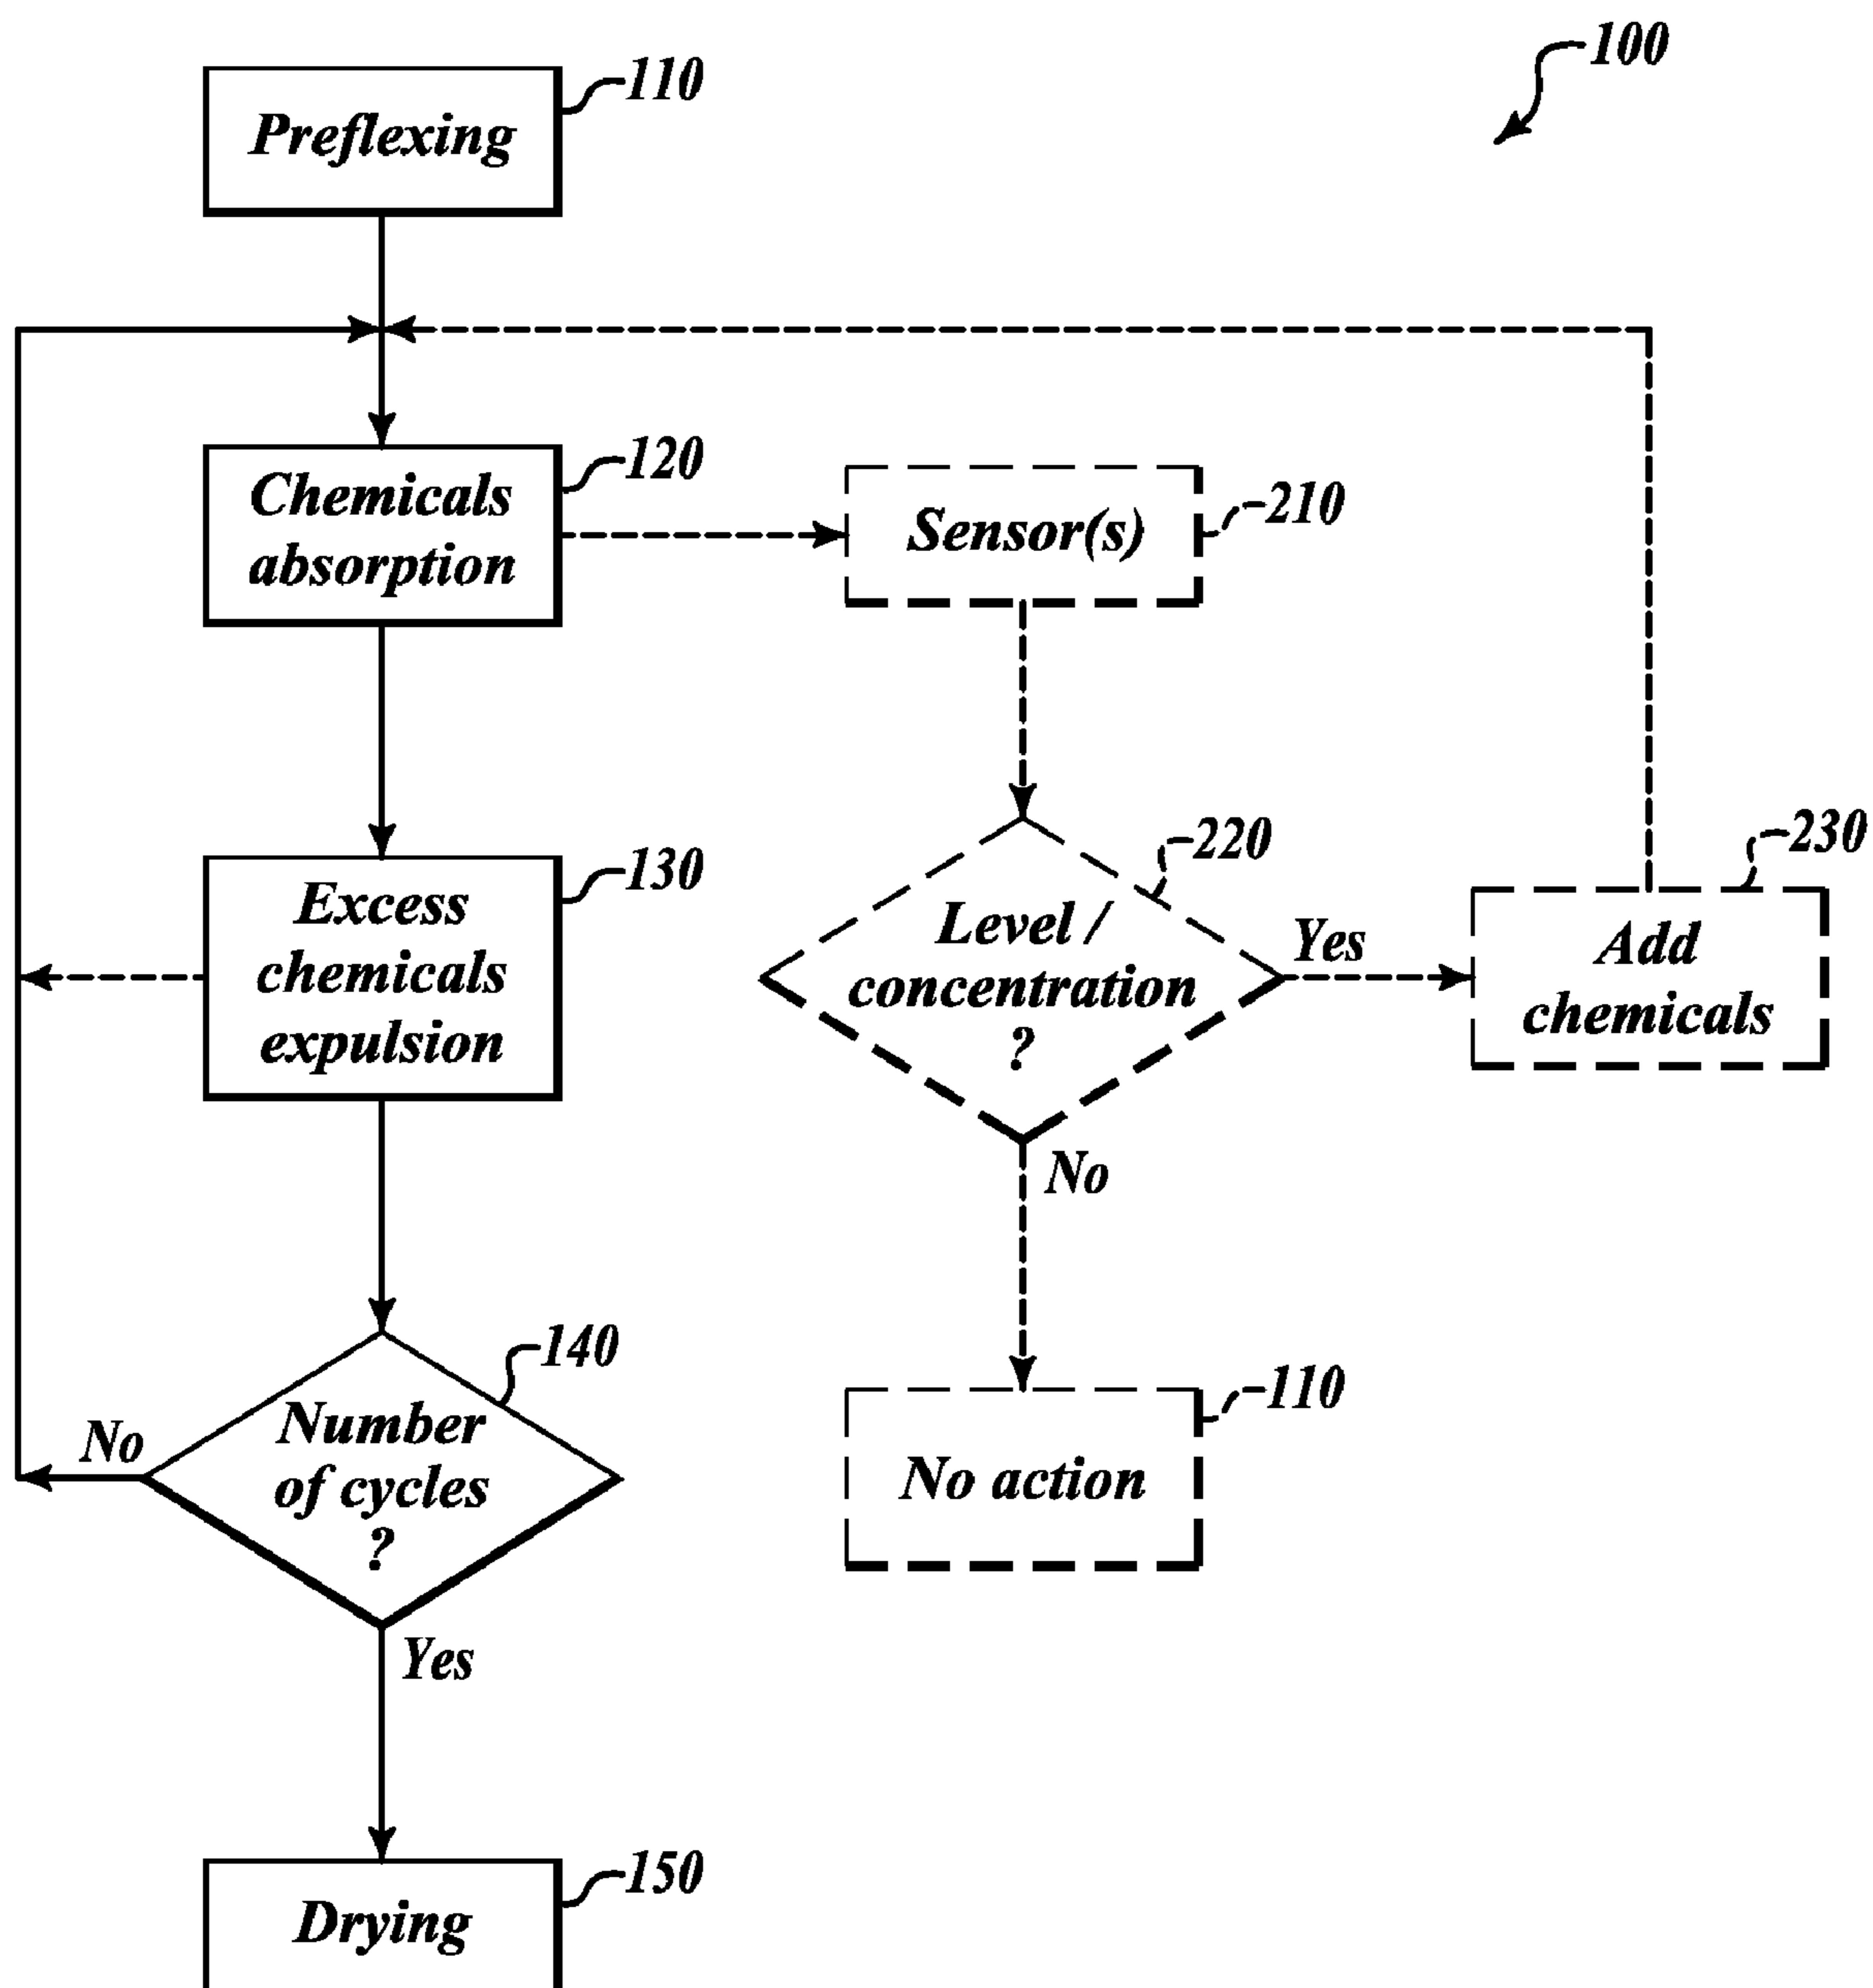 100
Preflexing
110
Chemicals
absorption
120
Sensor(s)
210
Excess
chemicals
expulsion
130
Level /
concentration
?
220
Yes
Add
chemicals
230
No
Number
of cycles
?
140
No
Yes
No action
110
Drying
150